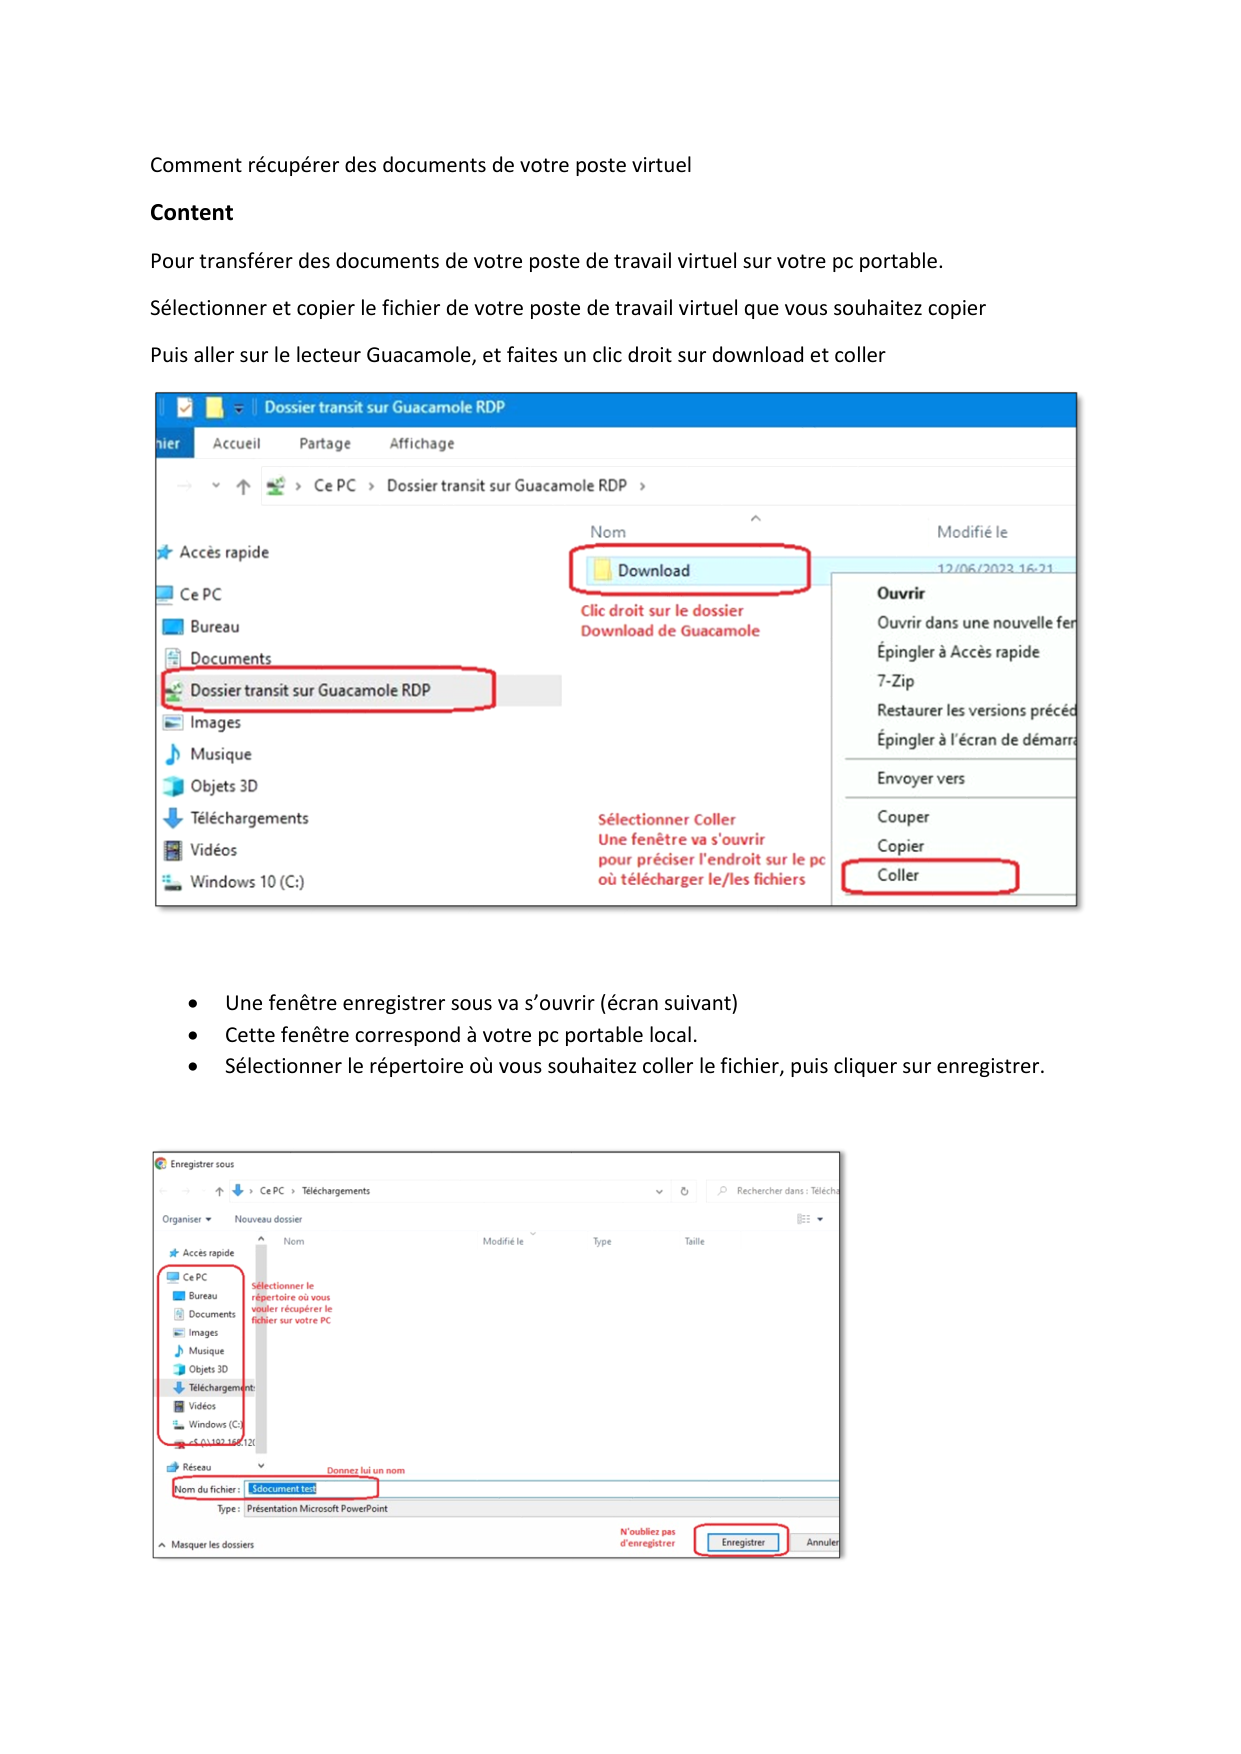 Comment récupérer des documents de votre poste virtuel
Content
Pour transférer des documents de votre poste de travail virtuel sur votre pc portable.
Sélectionner et copier le fichier de votre poste de travail virtuel que vous souhaitez copier
Puis aller sur le lecteur Guacamole, et faites un clic droit sur download et coller
Dossier transit sur Guacamole RDP
hier Accueil Partage Affichage
Ce PC > Dossier transit sur Guacamole RDP >
Nom Modifié le
Accès rapide
Download 12/06/2023 16:21
Ce PC
Bureau
Documents
Dossier transit sur Guacamole RDP
Images
Musique
Objets 3D
Téléchargements
Vidéos
Windows 10 (C:)
Clic droit sur le dossier
Download de Guacamole
Ouvrir
Ouvrir dans une nouvelle fer
Épingler à Accès rapide
7-Zip
Restaurer les versions précéd
Épingler à l'écran de démarra
Envoyer vers
Couper
Copier
Coller
Sélectionner Coller
Une fenêtre va s'ouvrir
pour préciser l'endroit sur le pc
où télécharger le/les fichiers
• Une fenêtre enregistrer sous va s’ouvrir (écran suivant)
• Cette fenêtre correspond à votre pc portable local.
• Sélectionner le répertoire où vous souhaitez coller le fichier, puis cliquer sur enregistrer.
Enregistrer sous
> Ce PC > Téléchargements
Rechercher dans : Télécha
Organiser Nouveau dossier
Nom Modifié le Type Taille
Accès rapide
Ce PC
Bureau
Documents
Images
Musique
Objets 3D
Téléchargements
Vidéos
Windows (C:)
Réseau
Sélectionner le
répertoire où vous
vouler récupérer le
fichier sur votre PC
Donnez lui un nom
Nom du fichier : $document test
Type : Présentation Microsoft PowerPoint
N'oubliez pas
d'enregistrer
Enregistrer Annuler
Masquer les dossiers